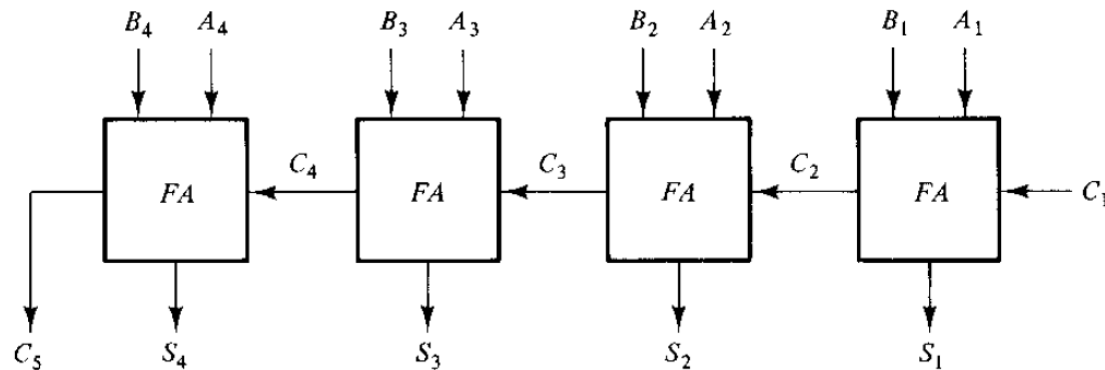 B₄ A₄ B₃ A₃ B₂ A₂ B₁ A₁
C₄ C₃ C₂
FA FA FA FA C₁
C₅ S₄ S₃ S₂ S₁